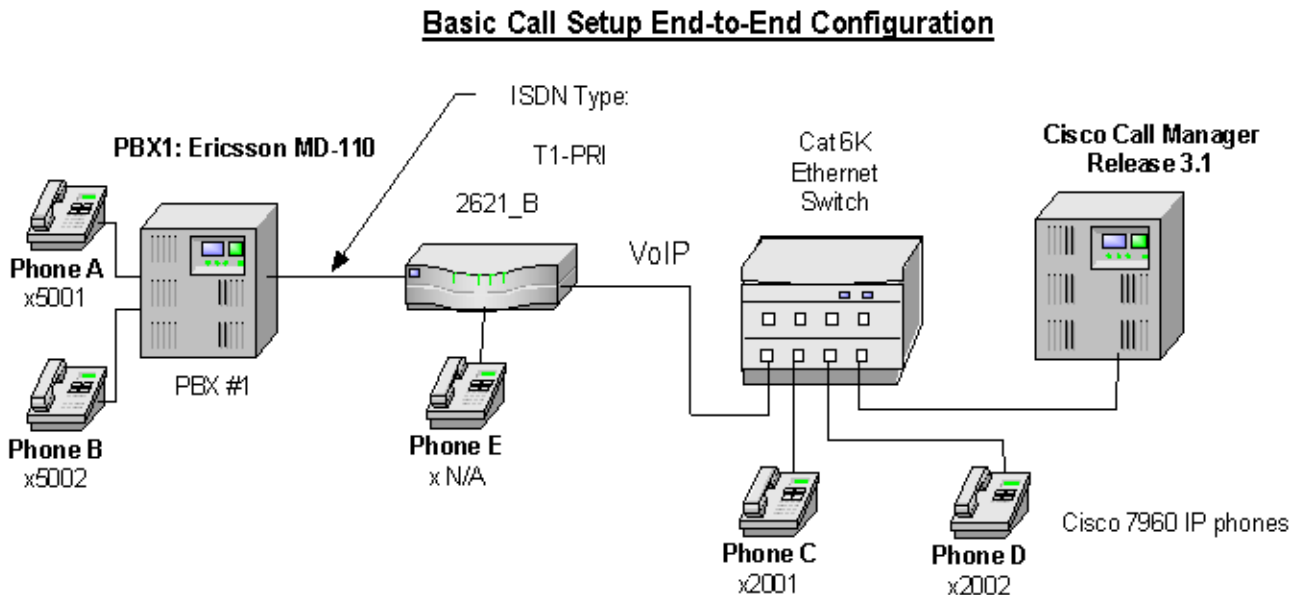 Basic Call Setup End-to-End Configuration
ISDN Type:
T1-PRI
PBX1: Ericsson MD-110
2621_B
Cat6K
Ethernet
Switch
Cisco Call Manager
Release 3.1
VoIP
Phone A
x5001
PBX #1
Phone B
x5002
Phone E
x N/A
Phone C
x2001
Phone D
x2002
Cisco 7960 IP phones